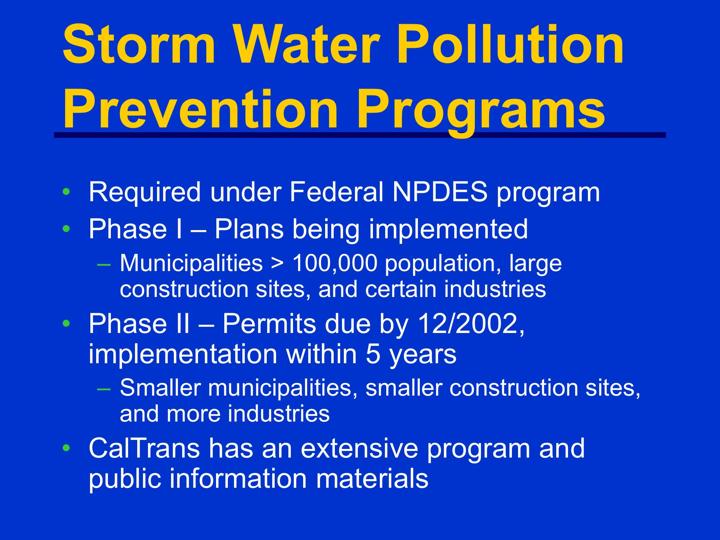 Storm Water Pollution
Prevention Programs
• Required under Federal NPDES program
• Phase I – Plans being implemented
– Municipalities > 100,000 population, large
construction sites, and certain industries
• Phase II – Permits due by 12/2002,
implementation within 5 years
– Smaller municipalities, smaller construction sites,
and more industries
• CalTrans has an extensive program and
public information materials